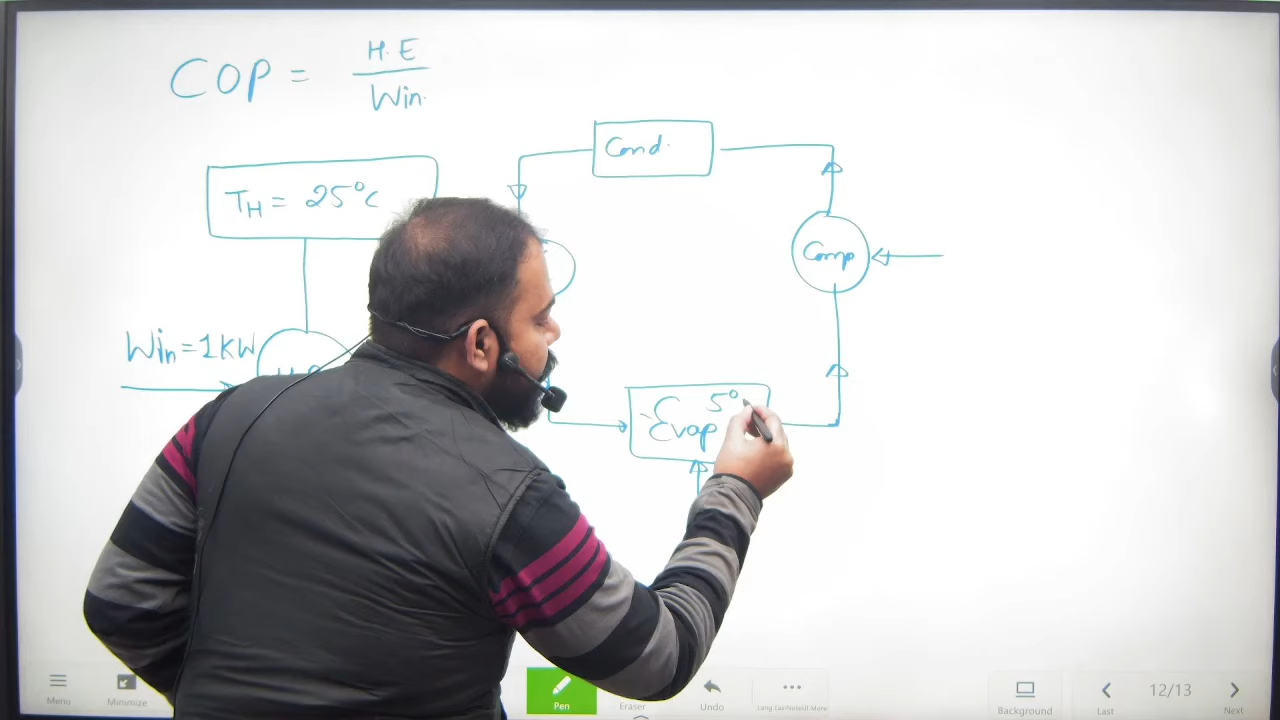 COP = H.E
Win.
Cond.
TH = 25°C
Comp
Win = 1KW
5°
Evap
Menu
Minimize
Pen
Eraser
Undo
Background
Last
12/13
Next